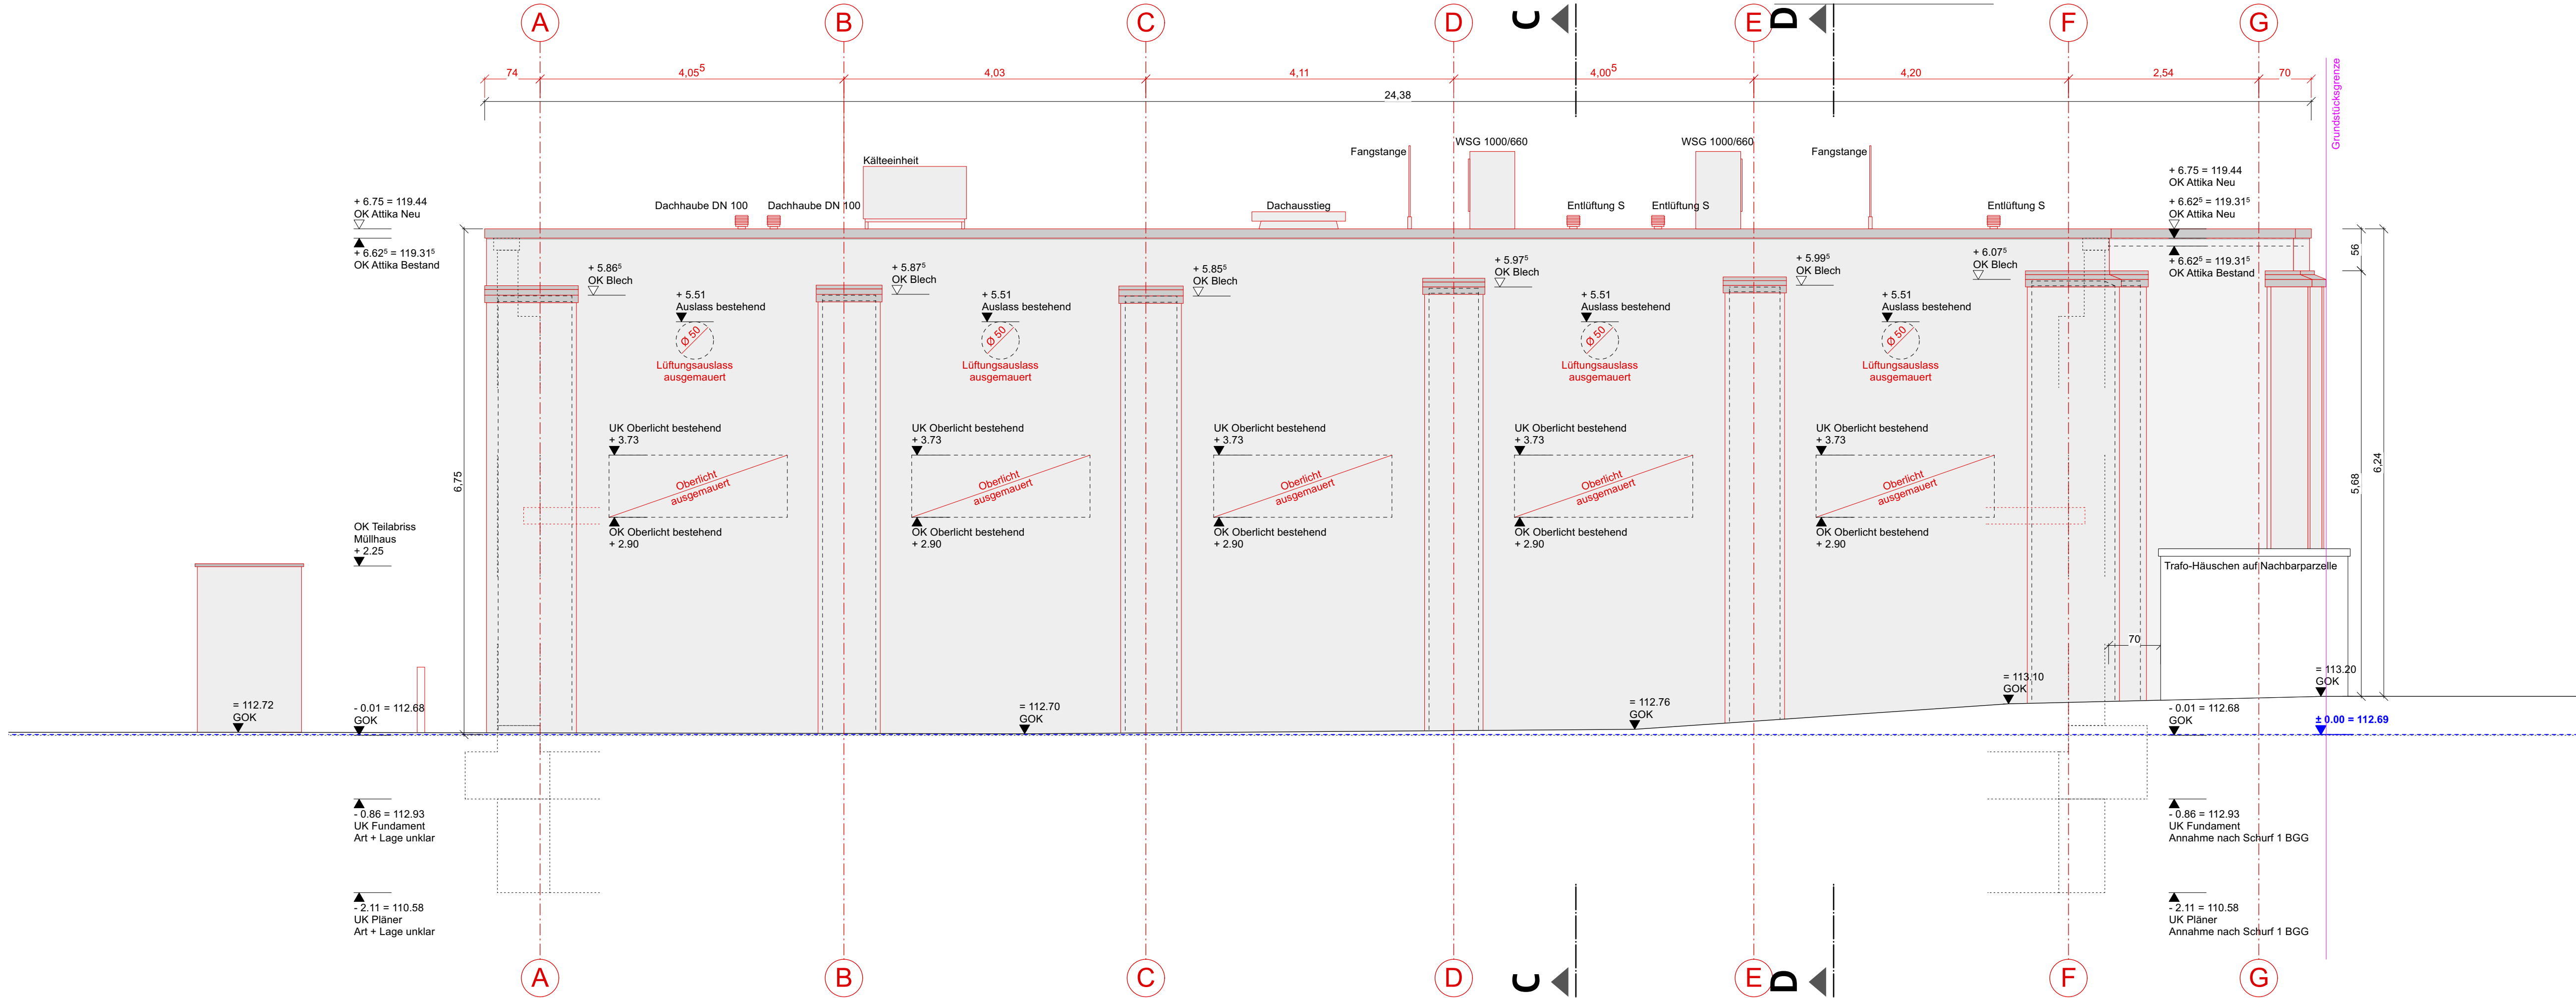 A
B
C
D
C
E
D
F
G
74
4,05⁵
4,03
4,11
4,00⁵
4,20
2,54
70
24,38
Grundstücksgrenze
Kälteeinheit
Fangstange
WSG 1000/660
WSG 1000/660
Fangstange
Dachhaube DN 100
Dachhaube DN 100
Dachausstieg
Entlüftung S
Entlüftung S
Entlüftung S
+ 6.75 = 119.44
OK Attika Neu
+ 6.62⁵ = 119.31⁵
OK Attika Bestand
+ 6.75 = 119.44
OK Attika Neu
+ 6.62⁵ = 119.31⁵
OK Attika Neu
+ 6.62⁵ = 119.31⁵
OK Attika Bestand
+ 5.86⁵
OK Blech
+ 5.87⁵
OK Blech
+ 5.85⁵
OK Blech
+ 5.97⁵
OK Blech
+ 5.99⁵
OK Blech
+ 6.07⁵
OK Blech
56
+ 5.51
Auslass bestehend
Ø 50
Lüftungsauslass
ausgemauert
+ 5.51
Auslass bestehend
Ø 50
Lüftungsauslass
ausgemauert
+ 5.51
Auslass bestehend
Ø 50
Lüftungsauslass
ausgemauert
+ 5.51
Auslass bestehend
Ø 50
Lüftungsauslass
ausgemauert
6,75
5,68
6,24
UK Oberlicht bestehend
+ 3.73
Oberlicht
ausgemauert
OK Oberlicht bestehend
+ 2.90
UK Oberlicht bestehend
+ 3.73
Oberlicht
ausgemauert
OK Oberlicht bestehend
+ 2.90
UK Oberlicht bestehend
+ 3.73
Oberlicht
ausgemauert
OK Oberlicht bestehend
+ 2.90
UK Oberlicht bestehend
+ 3.73
Oberlicht
ausgemauert
OK Oberlicht bestehend
+ 2.90
UK Oberlicht bestehend
+ 3.73
Oberlicht
ausgemauert
OK Oberlicht bestehend
+ 2.90
OK Teilabriss
Müllhaus
+ 2.25
Trafo-Häuschen auf Nachbarparzelle
70
= 112.72
GOK
- 0.01 = 112.68
GOK
= 112.70
GOK
= 112.76
GOK
= 113.10
GOK
- 0.01 = 112.68
GOK
= 113.20
GOK
± 0.00 = 112.69
- 0.86 = 112.93
UK Fundament
Art + Lage unklar
- 0.86 = 112.93
UK Fundament
Annahme nach Schurf 1 BGG
- 2.11 = 110.58
UK Pläner
Art + Lage unklar
- 2.11 = 110.58
UK Pläner
Annahme nach Schurf 1 BGG
A
B
C
D
C
E
D
F
G